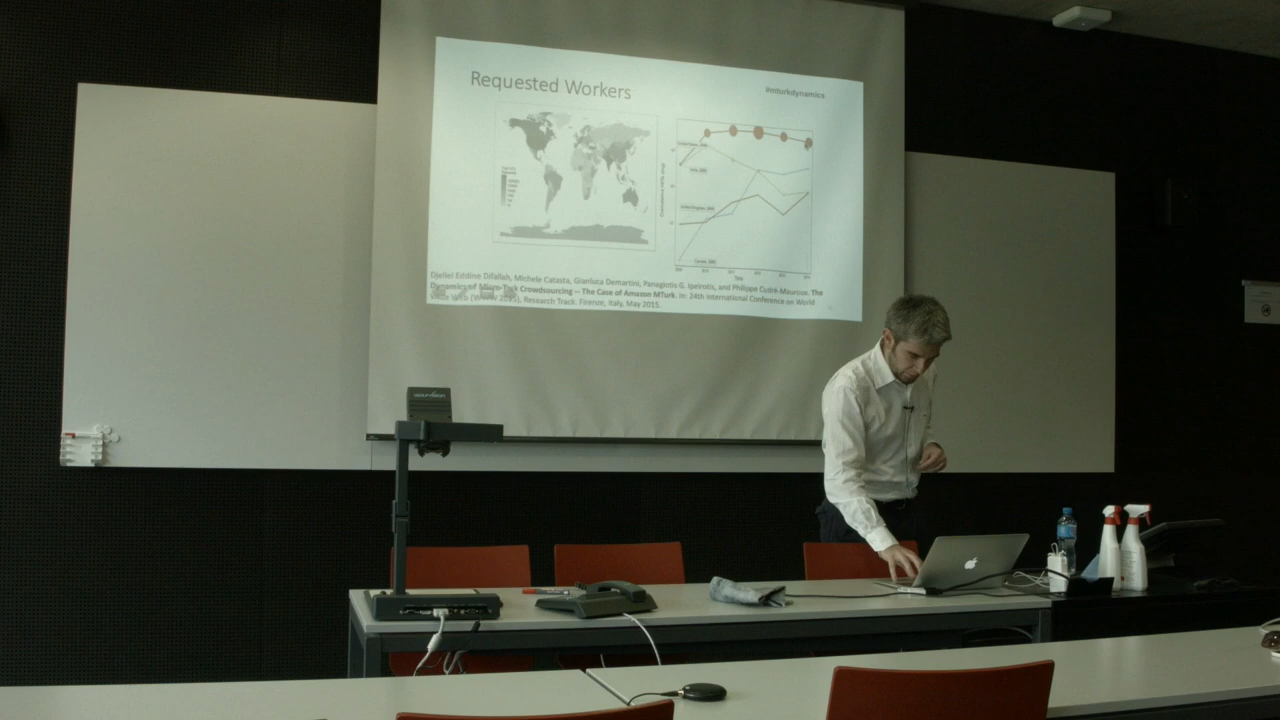 Requested Workers
#mturkdynamics
Djellel Eddine Difallah, Michele Catasta, Gianluca Demartini, Panagiotis G. Ipeirotis, and Philippe Cudré-Mauroux. The
Dynamics of Micro-Task Crowdsourcing – The Case of Amazon MTurk. In: 24th International Conference on World
Wide Web (WWW 2015), Research Track. Firenze, Italy, May 2015.